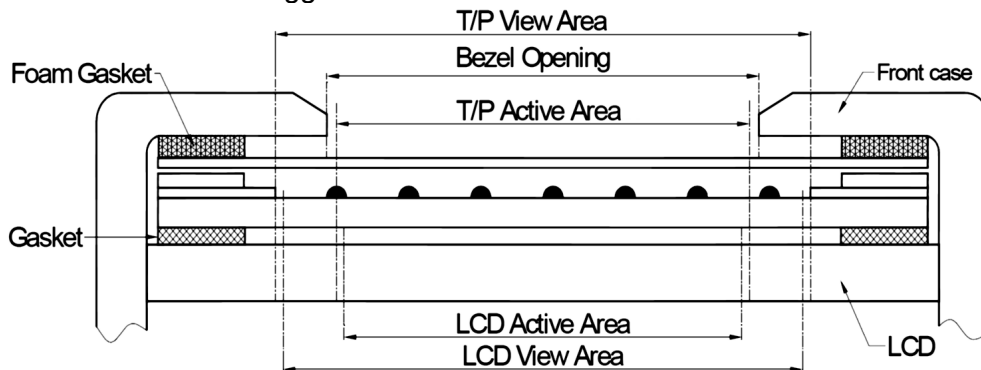 T/P View Area
Bezel Opening
Foam Gasket
Front case
T/P Active Area
Gasket
LCD Active Area
LCD View Area
LCD